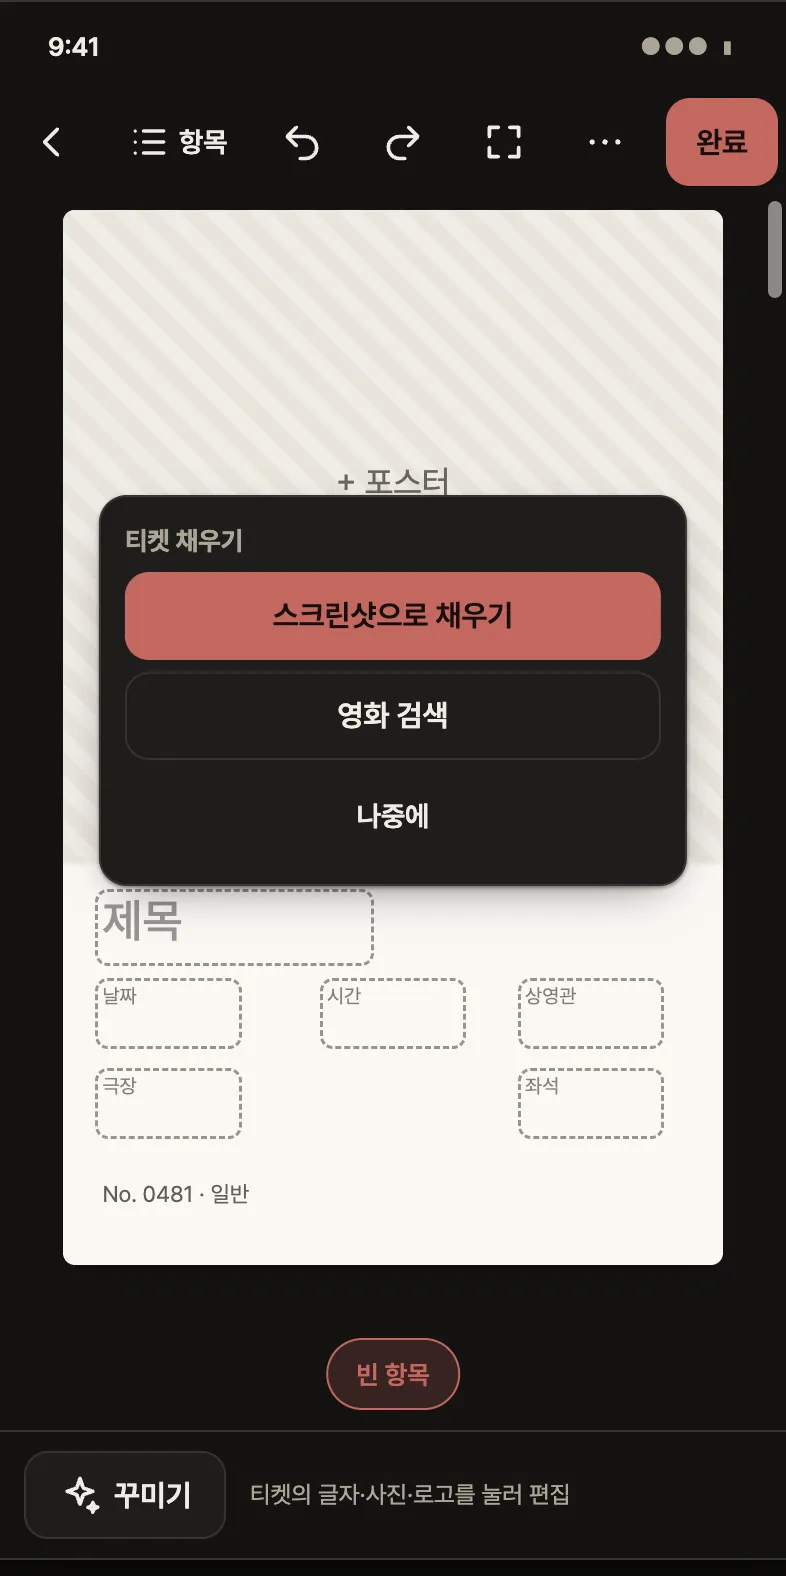 9:41
항목
완료
+ 포스터
티켓 채우기
스크린샷으로 채우기
영화 검색
나중에
제목
날짜 시간 상영관
극장 좌석
No. 0481 · 일반
빈 항목
꾸미기 티켓의 글자·사진·로고를 눌러 편집